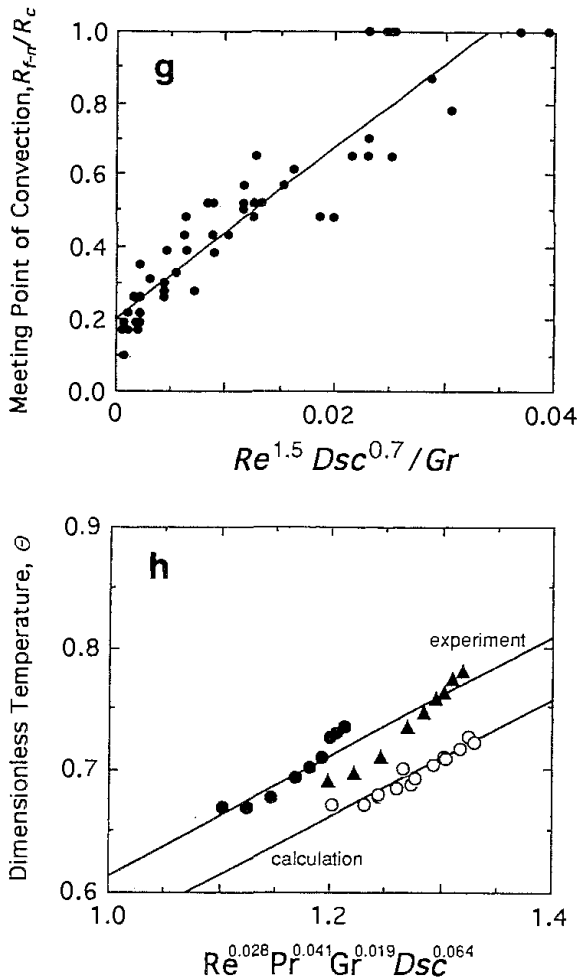 Meeting Point of Convection, R_{f-n}/R_c
g
1.0
0.8
0.6
0.4
0.2
0.0
0 0.02 0.04
Re^{1.5} Dsc^{0.7}/Gr
Dimensionless Temperature, Θ
h
0.9
0.8
0.7
0.6
experiment
calculation
1.0 1.2 1.4
Re^{0.028}Pr^{0.041}Gr^{0.019}Dsc^{0.064}